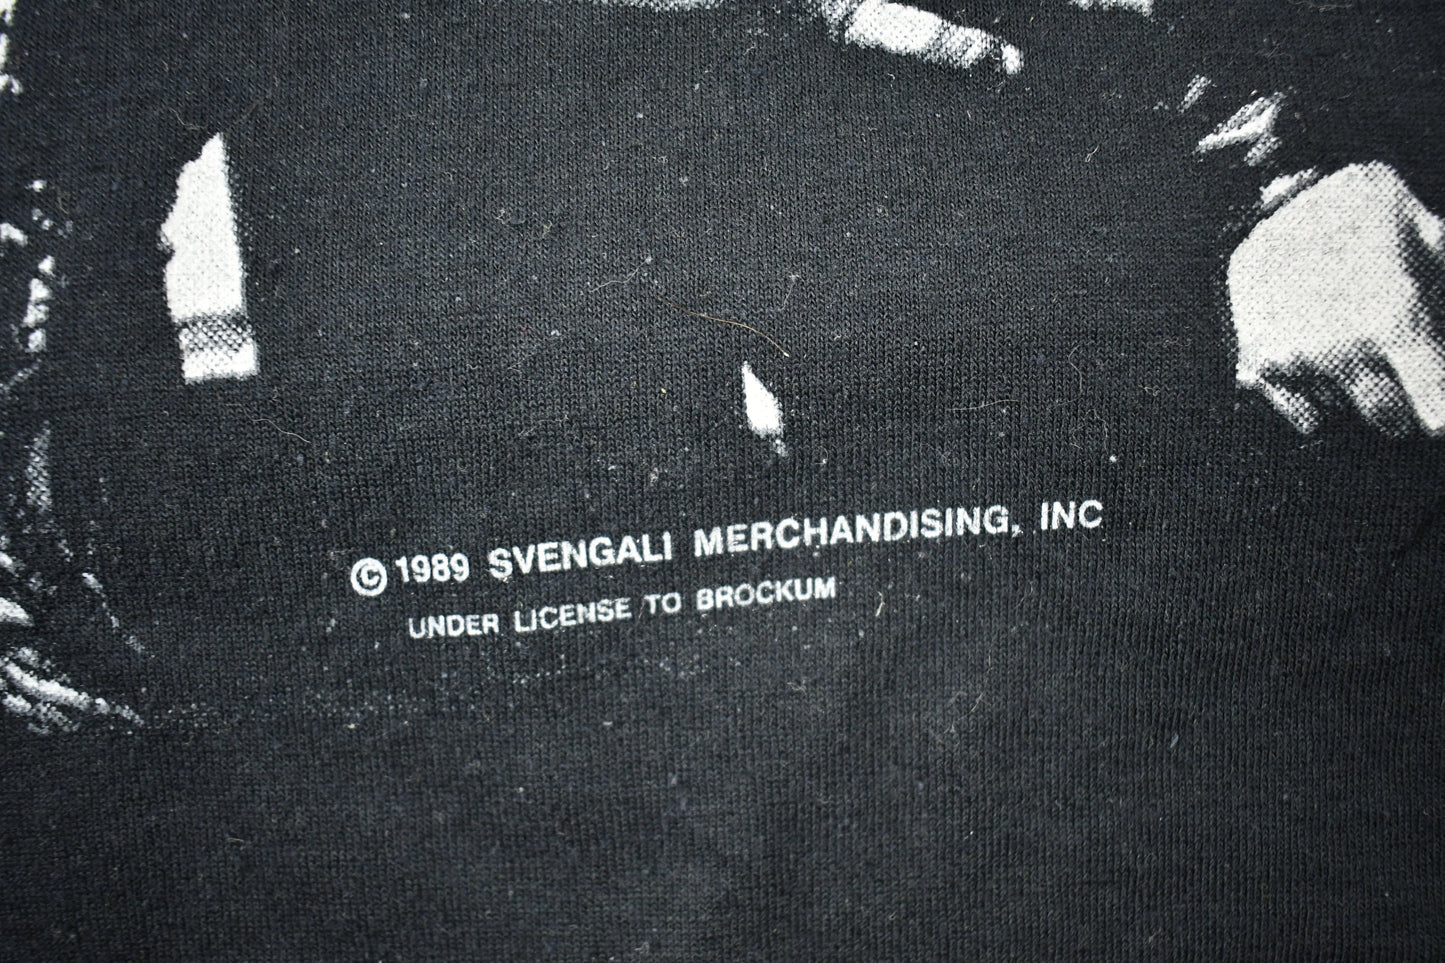 © 1989 SVENGALI MERCHANDISING, INC
UNDER LICENSE TO BROCKUM